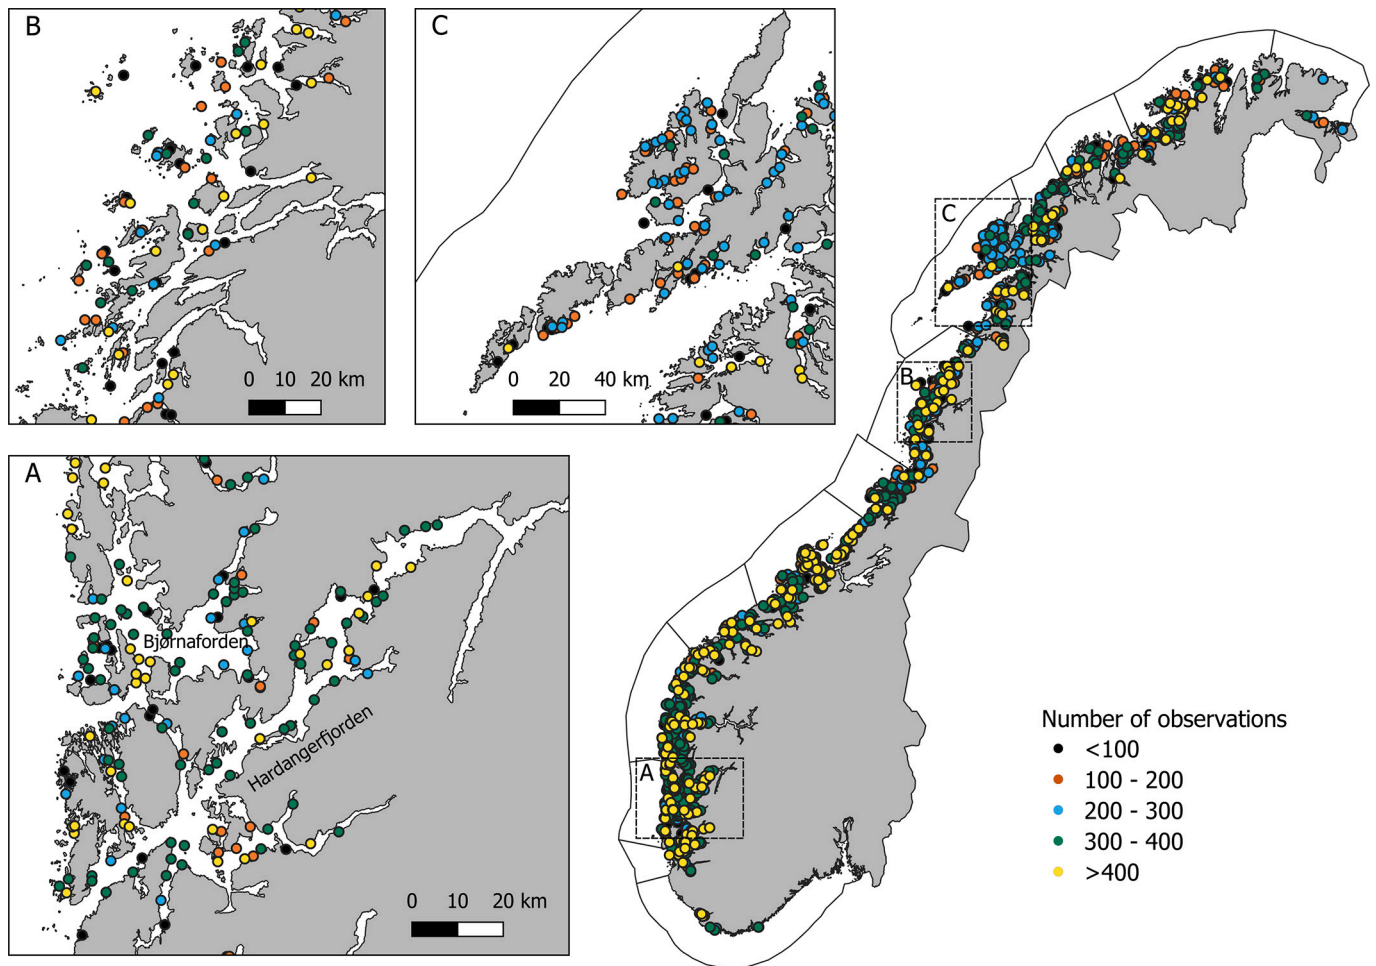 B
0 10 20 km
C
0 20 40 km
A
Bjørnaforden
Hardangerfjorden
0 10 20 km
C
B
A
Number of observations
<100
100 - 200
200 - 300
300 - 400
>400